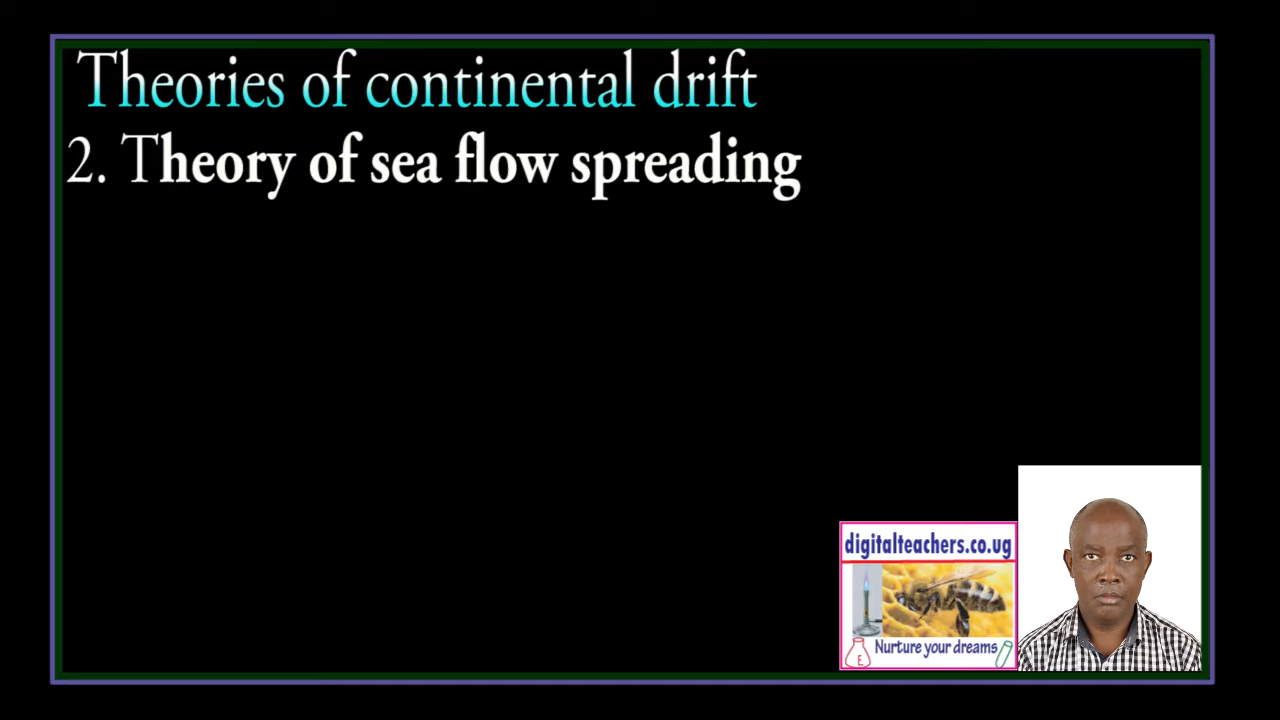 Theories of continental drift
2. Theory of sea flow spreading
digitalteachers.co.ug
Nurture your dreams
E